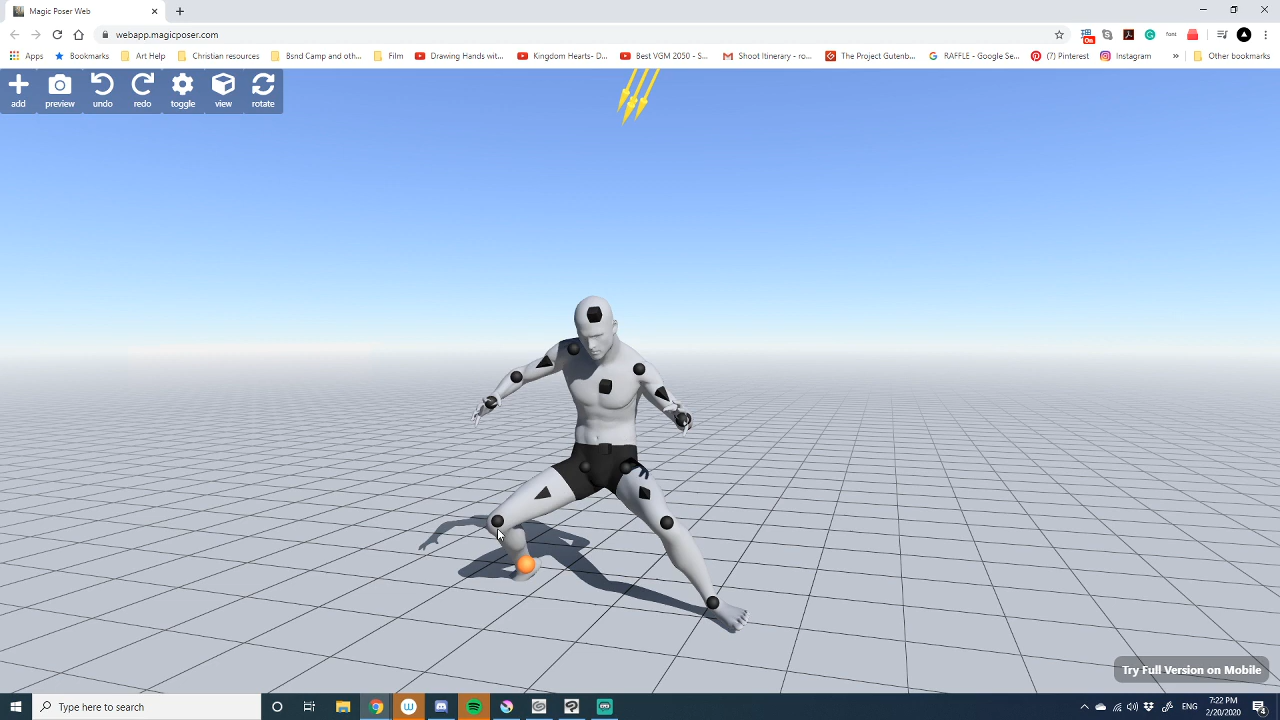 Magic Poser Web
webapp.magicposer.com
On
font
Apps Bookmarks Art Help Christian resources Bsnd Camp and oth... Film Drawing Hands wit... Kingdom Hearts- D... Best VGM 2050 - S... Shoot Itinerary - ro... The Project Gutenb... RAFFLE - Google Se... (7) Pinterest Instagram » Other bookmarks
add preview undo redo toggle view rotate
Try Full Version on Mobile
Type here to search
ENG
7:22 PM
2/20/2020